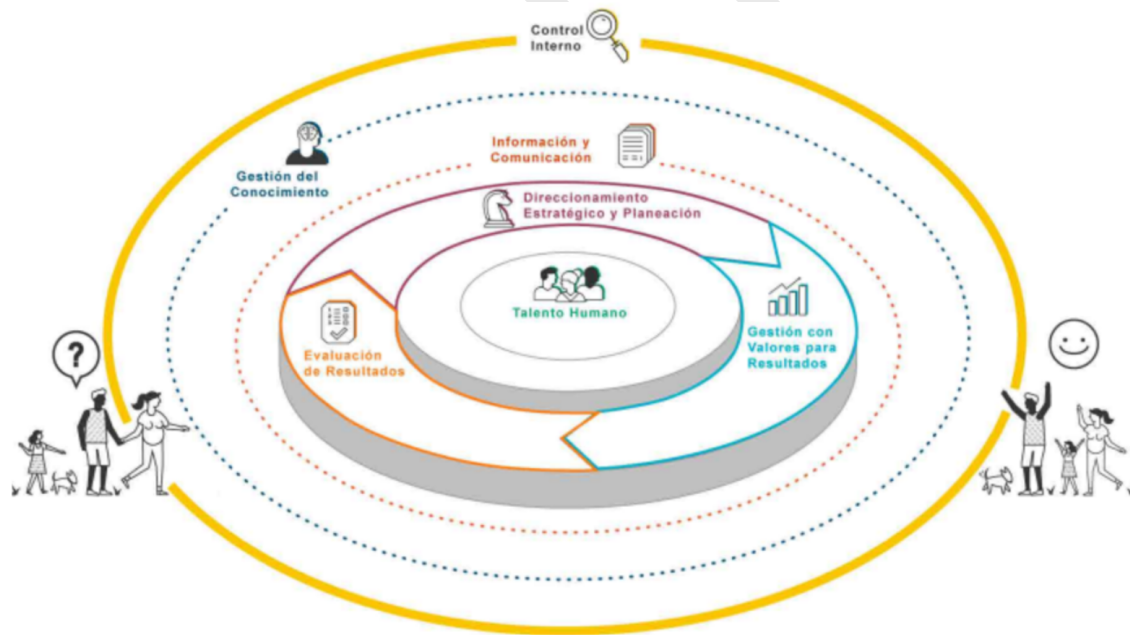 Control
Interno
Gestión del
Conocimiento
Información y
Comunicación
Direccionamiento
Estratégico y Planeación
Talento Humano
Gestión con
Valores para
Resultados
Evaluación
de Resultados
?